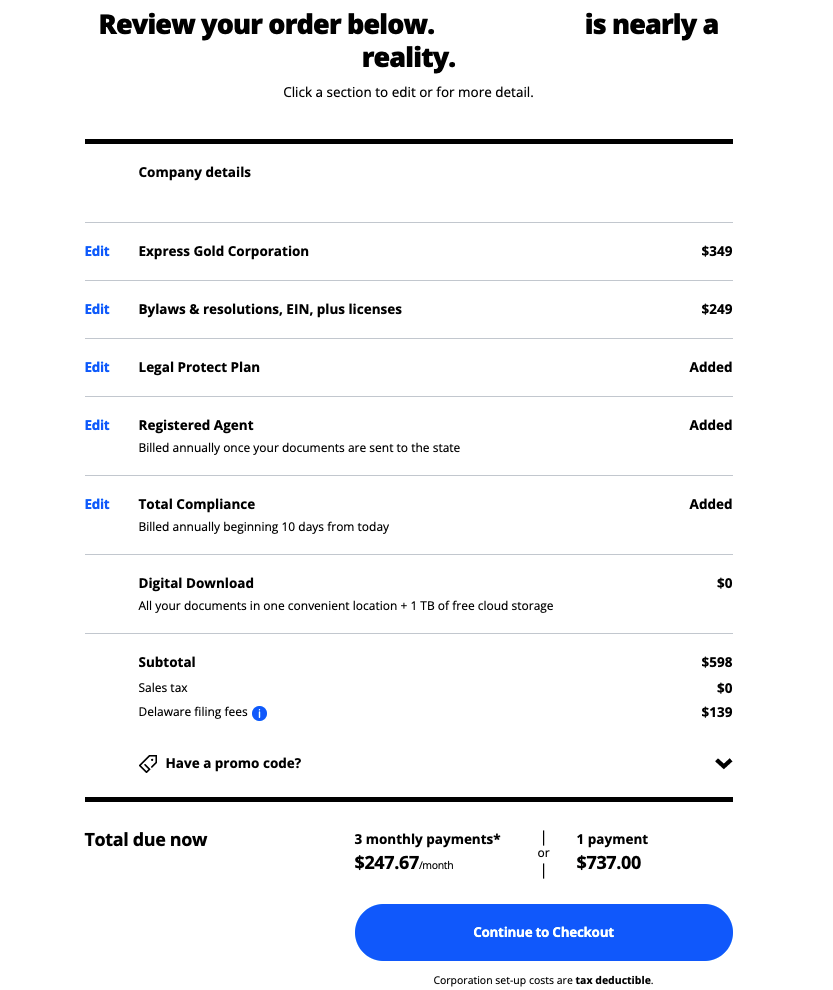 Review your order below. is nearly a
reality.
Click a section to edit or for more detail.
Company details
Edit Express Gold Corporation $349
Edit Bylaws & resolutions, EIN, plus licenses $249
Edit Legal Protect Plan Added
Edit Registered Agent Added
Billed annually once your documents are sent to the state
Edit Total Compliance Added
Billed annually beginning 10 days from today
Digital Download $0
All your documents in one convenient location + 1 TB of free cloud storage
Subtotal $598
Sales tax $0
Delaware filing fees i $139
Have a promo code?
Total due now 3 monthly payments* or 1 payment
$247.67/month $737.00
Continue to Checkout
Corporation set-up costs are tax deductible.